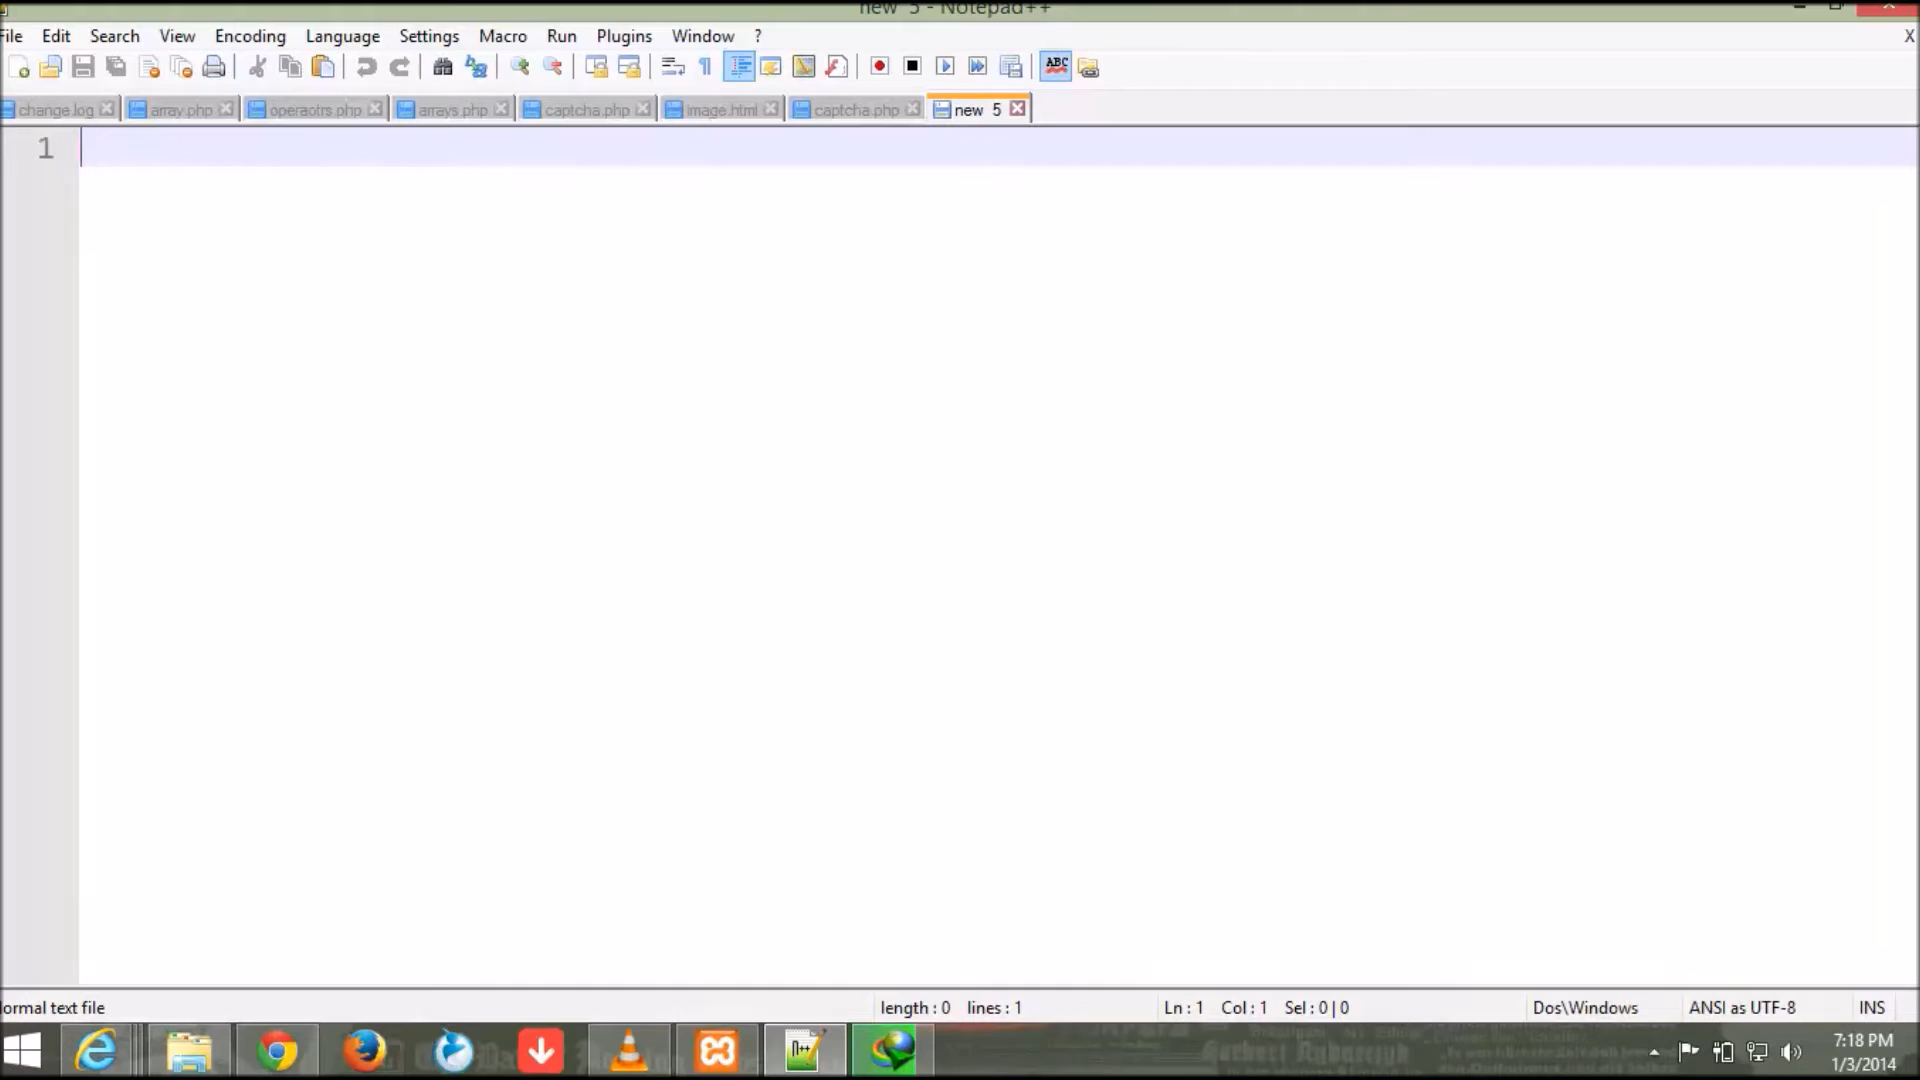 new 5 - Notepad++
File Edit Search View Encoding Language Settings Macro Run Plugins Window ? X
ABC
change.log array.php operaotrs.php arrays.php captcha.php image.html captcha.php new 5
1
ormal text file length : 0 lines : 1 Ln : 1 Col : 1 Sel : 0 | 0 Dos\Windows ANSI as UTF-8 INS
7:18 PM
1/3/2014